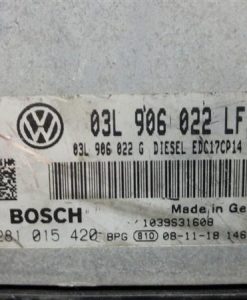 03L 906 022 LF
03L 906 022 G DIESEL EDC17CP14
BOSCH
Made in Ge
1039S31608
281 015 420 BPG 810 08-11-18 146